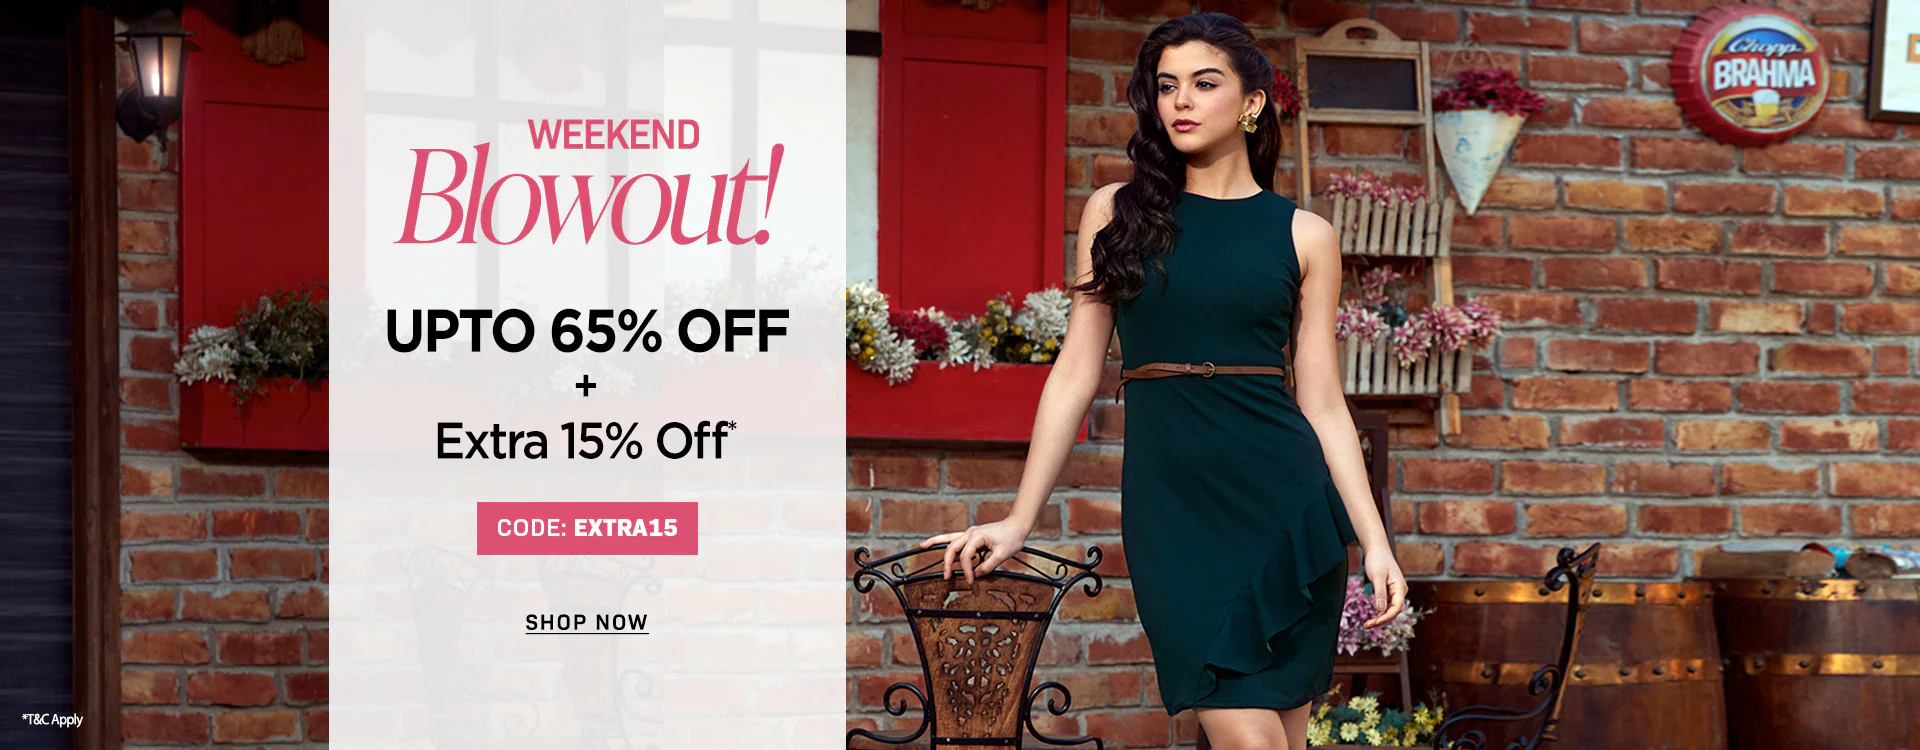 WEEKEND
Blowout!
UPTO 65% OFF
+
Extra 15% Off*
CODE: EXTRA15
SHOP NOW
*T&C Apply
Chopp
BRAHMA